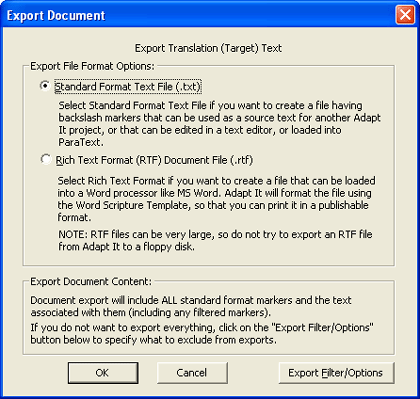 Export Document
Export Translation (Target) Text
Export File Format Options:
Standard Format Text File (.txt)
Select Standard Format Text File if you want to create a file having
backslash markers that can be used as a source text for another Adapt
It project, or that can be edited in a text editor, or loaded into
ParaText.
Rich Text Format (RTF) Document File (.rtf)
Select Rich Text Format if you want to create a file that can be loaded
into a Word processor like MS Word. Adapt It will format the file using
the Word Scripture Template, so that you can print it in a publishable
format.
NOTE: RTF files can be very large, so do not try to export an RTF file
from Adapt It to a floppy disk.
Export Document Content:
Document export will include ALL standard format markers and the text
associated with them (including any filtered markers).
If you do not want to export everything, click on the "Export Filter/Options"
button below to specify what to exclude from exports.
OK
Cancel
Export Filter/Options